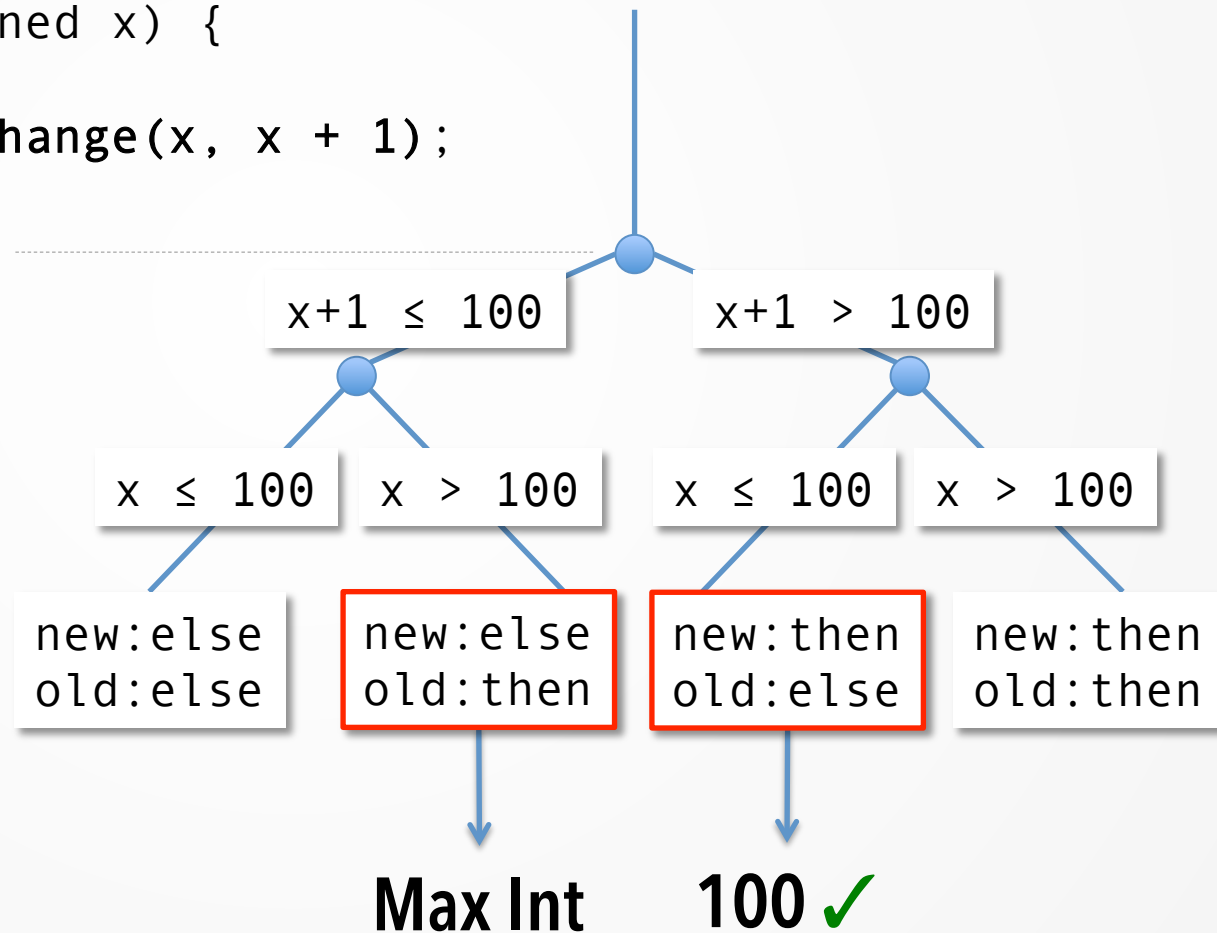 ned x) {
hange(x, x + 1);
x+1 ≤ 100
x+1 > 100
x ≤ 100
x > 100
x ≤ 100
x > 100
new:else
old:else
new:else
old:then
new:then
old:else
new:then
old:then
Max Int
100 ✓